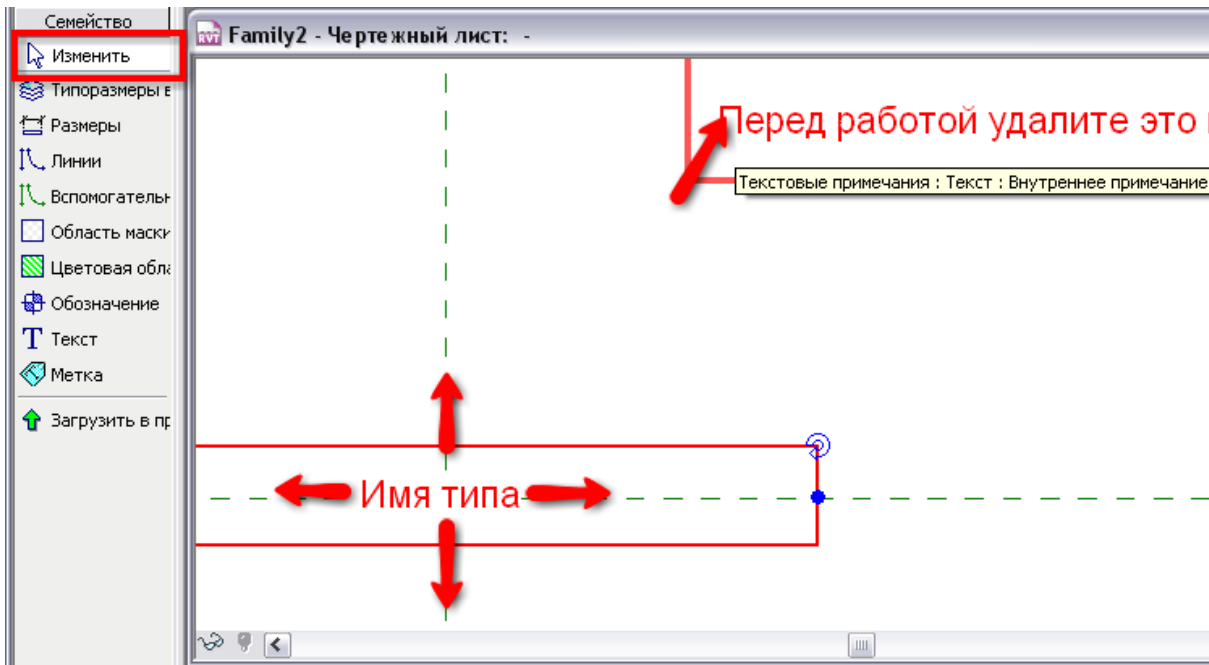 Семейство
Изменить
Типоразмеры в
Размеры
Линии
Вспомогательн
Область маски
Цветовая обла
Обозначение
T Текст
Метка
Загрузить в пр
RVT Family2 - Чертежный лист: -
Перед работой удалите это
Текстовые примечания : Текст : Внутреннее примечание
Имя типа